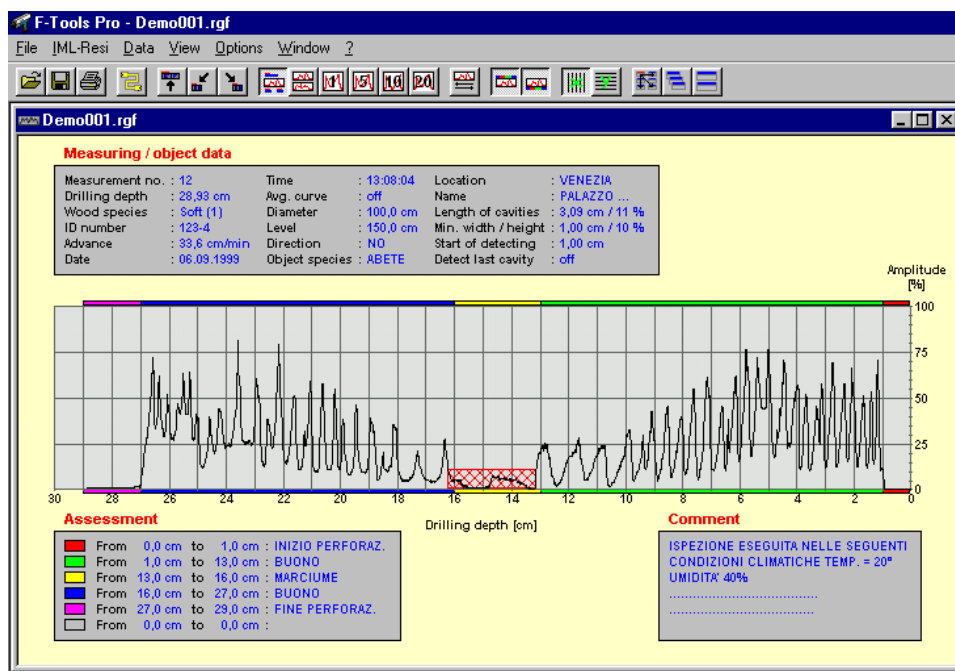 F-Tools Pro - Demo001.rgf
File IML-Resi Data View Options Window ?
1 5 10 20
Demo001.rgf
Measuring / object data
Measurement no. : 12 Time : 13:08:04 Location : VENEZIA
Drilling depth : 28,93 cm Avg. curve : off Name : PALAZZO ...
Wood species : Soft (1) Diameter : 100,0 cm Length of cavities : 3,09 cm / 11 %
ID number : 123-4 Level : 150,0 cm Min. width / height : 1,00 cm / 10 %
Advance : 33,6 cm/min Direction : NO Start of detecting : 1,00 cm
Date : 06.09.1999 Object species : ABETE Detect last cavity : off
Amplitude
[%]
100
75
50
25
0
30 28 26 24 22 20 18 16 14 12 10 8 6 4 2 0
Drilling depth [cm]
Assessment
From 0,0 cm to 1,0 cm : INIZIO PERFORAZ.
From 1,0 cm to 13,0 cm : BUONO
From 13,0 cm to 16,0 cm : MARCIUME
From 16,0 cm to 27,0 cm : BUONO
From 27,0 cm to 29,0 cm : FINE PERFORAZ.
From 0,0 cm to 0,0 cm :
Comment
ISPEZIONE ESEGUITA NELLE SEGUENTI
CONDIZIONI CLIMATICHE TEMP. = 20°
UMIDITA' 40%
.....................................
....................................